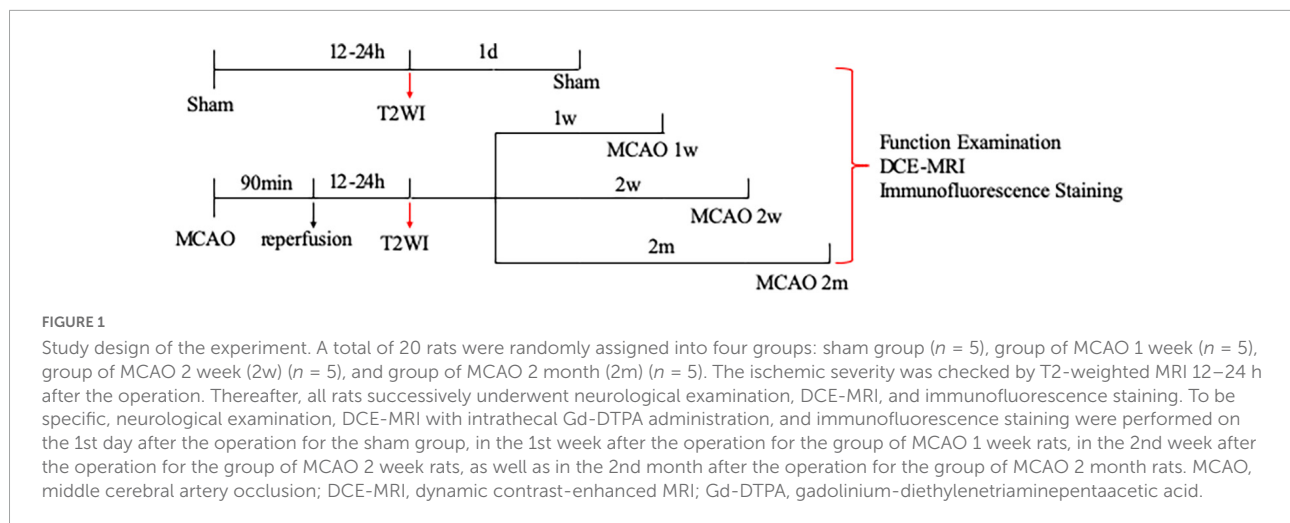 12-24h
1d
Sham
Sham
T2WI
1w
MCAO 1w
90min
12-24h
2w
MCAO 2w
MCAO
reperfusion
T2WI
2m
MCAO 2m
Function Examination
DCE-MRI
Immunofluorescence Staining
FIGURE 1
Study design of the experiment. A total of 20 rats were randomly assigned into four groups: sham group (n = 5), group of MCAO 1 week (n = 5),
group of MCAO 2 week (2w) (n = 5), and group of MCAO 2 month (2m) (n = 5). The ischemic severity was checked by T2-weighted MRI 12–24 h
after the operation. Thereafter, all rats successively underwent neurological examination, DCE-MRI, and immunofluorescence staining. To be
specific, neurological examination, DCE-MRI with intrathecal Gd-DTPA administration, and immunofluorescence staining were performed on
the 1st day after the operation for the sham group, in the 1st week after the operation for the group of MCAO 1 week rats, in the 2nd week after
the operation for the group of MCAO 2 week rats, as well as in the 2nd month after the operation for the group of MCAO 2 month rats. MCAO,
middle cerebral artery occlusion; DCE-MRI, dynamic contrast-enhanced MRI; Gd-DTPA, gadolinium-diethylenetriaminepentaacetic acid.